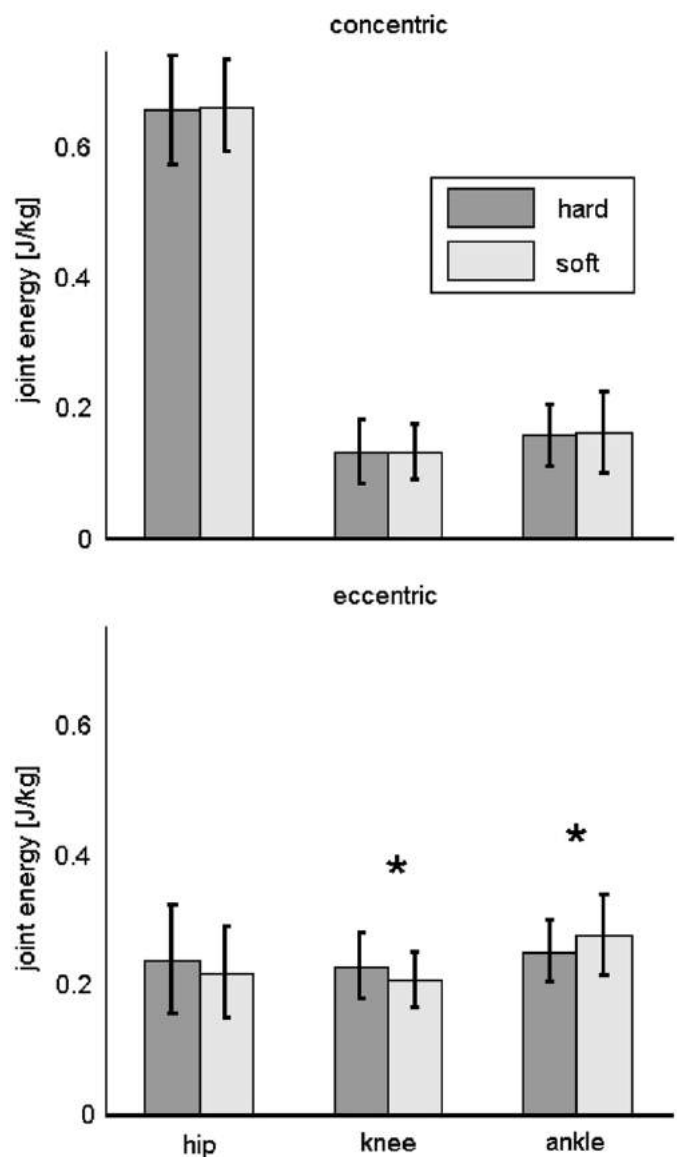 concentric
joint energy [J/kg]
0.6
0.4
0.2
0
hard
soft
eccentric
joint energy [J/kg]
0.6
0.4
0.2
0
*
*
hip knee ankle